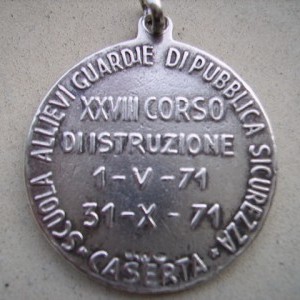 SCUOLA ALLIEVI GUARDIE DI PUBBLICA SICUREZZA
XXVIII CORSO
DI ISTRUZIONE
1-V-71
31-X-71
* CASERTA *